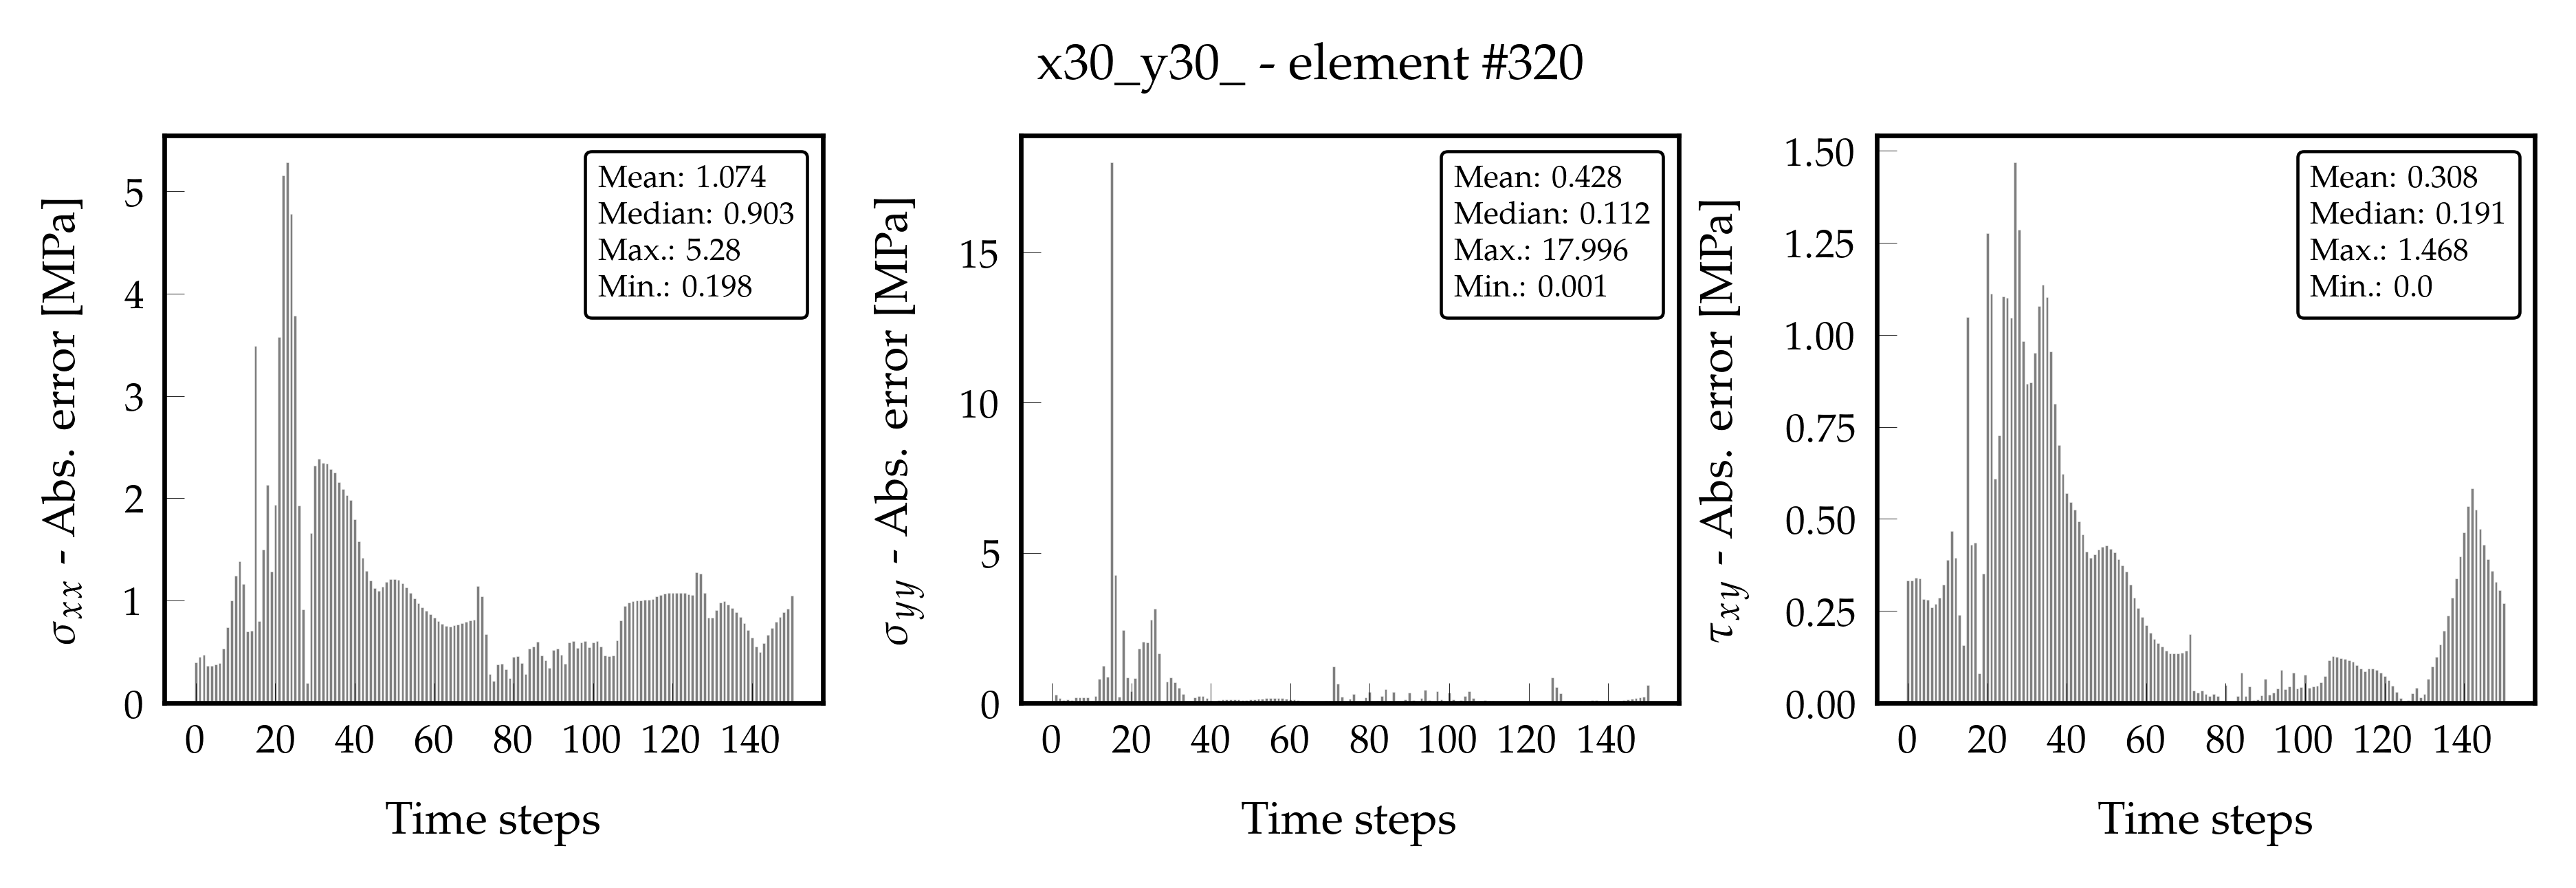 x30_y30_ - element #320
σxx - Abs. error [MPa]
5
4
3
2
1
0
0 20 40 60 80 100 120 140
Time steps
Mean: 1.074
Median: 0.903
Max.: 5.28
Min.: 0.198
σyy - Abs. error [MPa]
15
10
5
0
0 20 40 60 80 100 120 140
Time steps
Mean: 0.428
Median: 0.112
Max.: 17.996
Min.: 0.001
τxy - Abs. error [MPa]
1.50
1.25
1.00
0.75
0.50
0.25
0.00
0 20 40 60 80 100 120 140
Time steps
Mean: 0.308
Median: 0.191
Max.: 1.468
Min.: 0.0